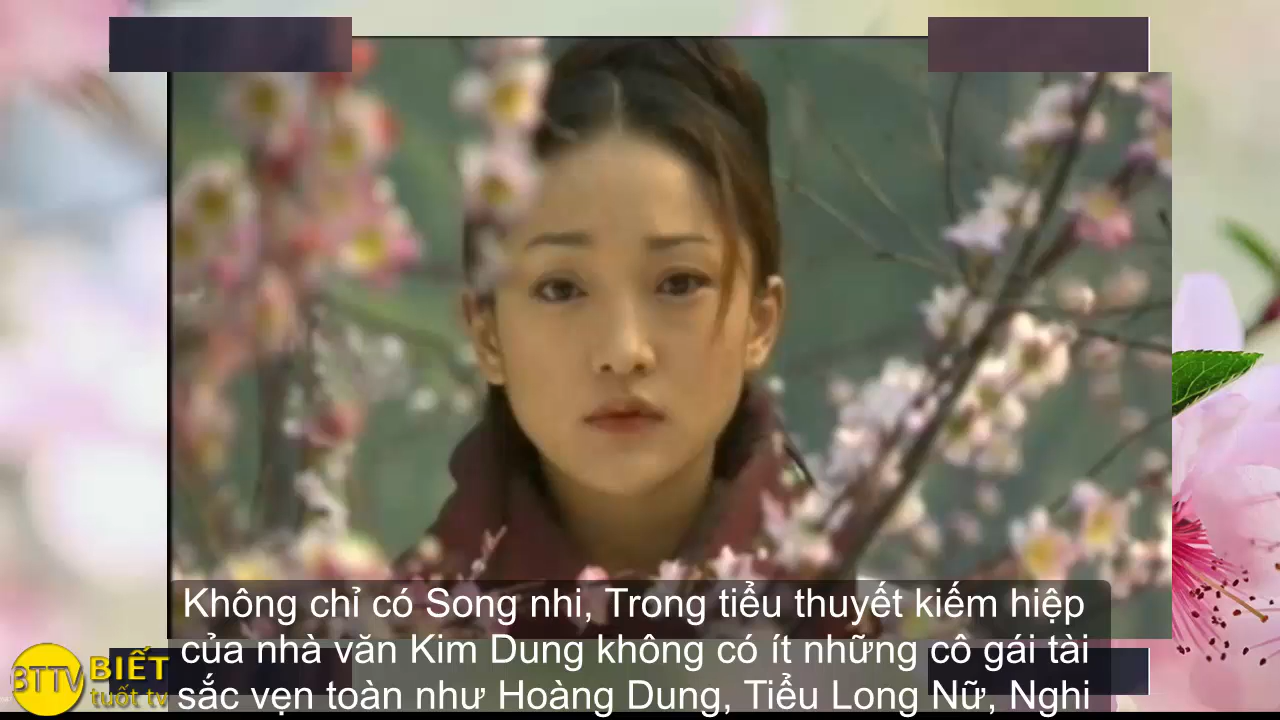 Không chỉ có Song nhi, Trong tiểu thuyết kiếm hiệp
của nhà văn Kim Dung không có ít những cô gái tài
sắc vẹn toàn như Hoàng Dung, Tiểu Long Nữ, Nghi
BTTV
BIẾT
tuốt tv